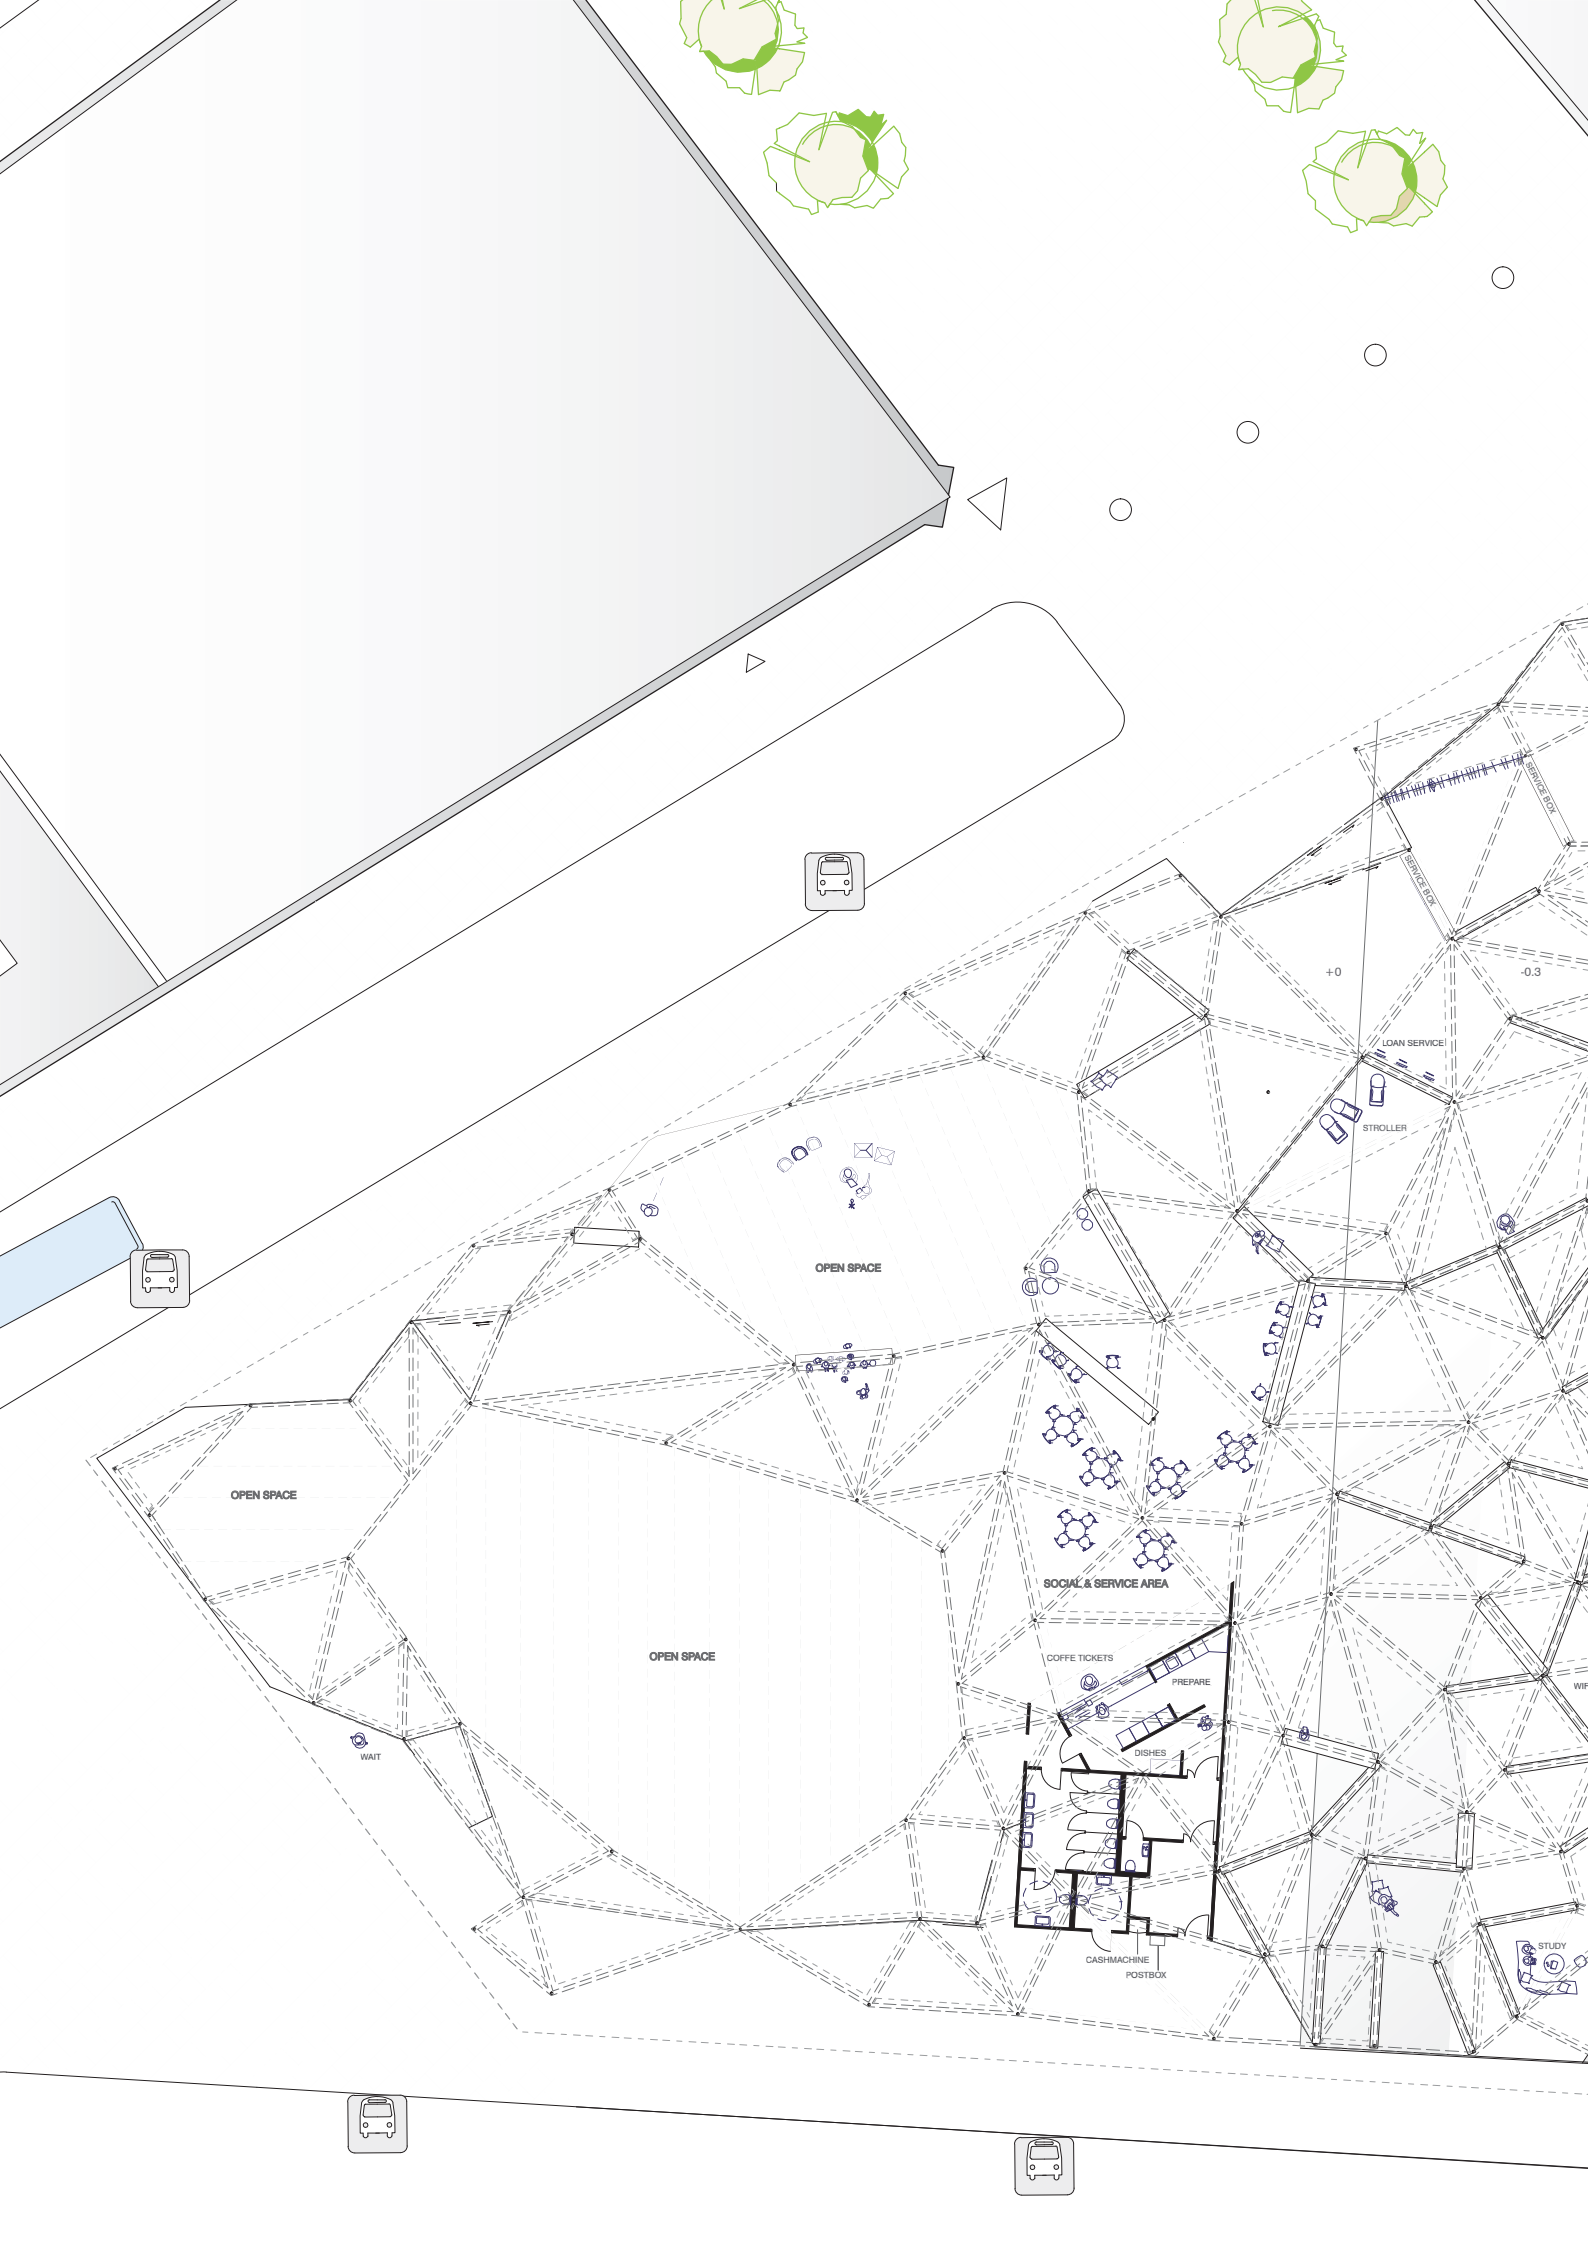 SERVICE BOX
SERVICE BOX
+0
-0.3
LOAN SERVICE
STROLLER
OPEN SPACE
OPEN SPACE
SOCIAL & SERVICE AREA
OPEN SPACE
COFFE TICKETS
PREPARE
WIF
WAIT
DISHES
STUDY
CASHMACHINE
POSTBOX